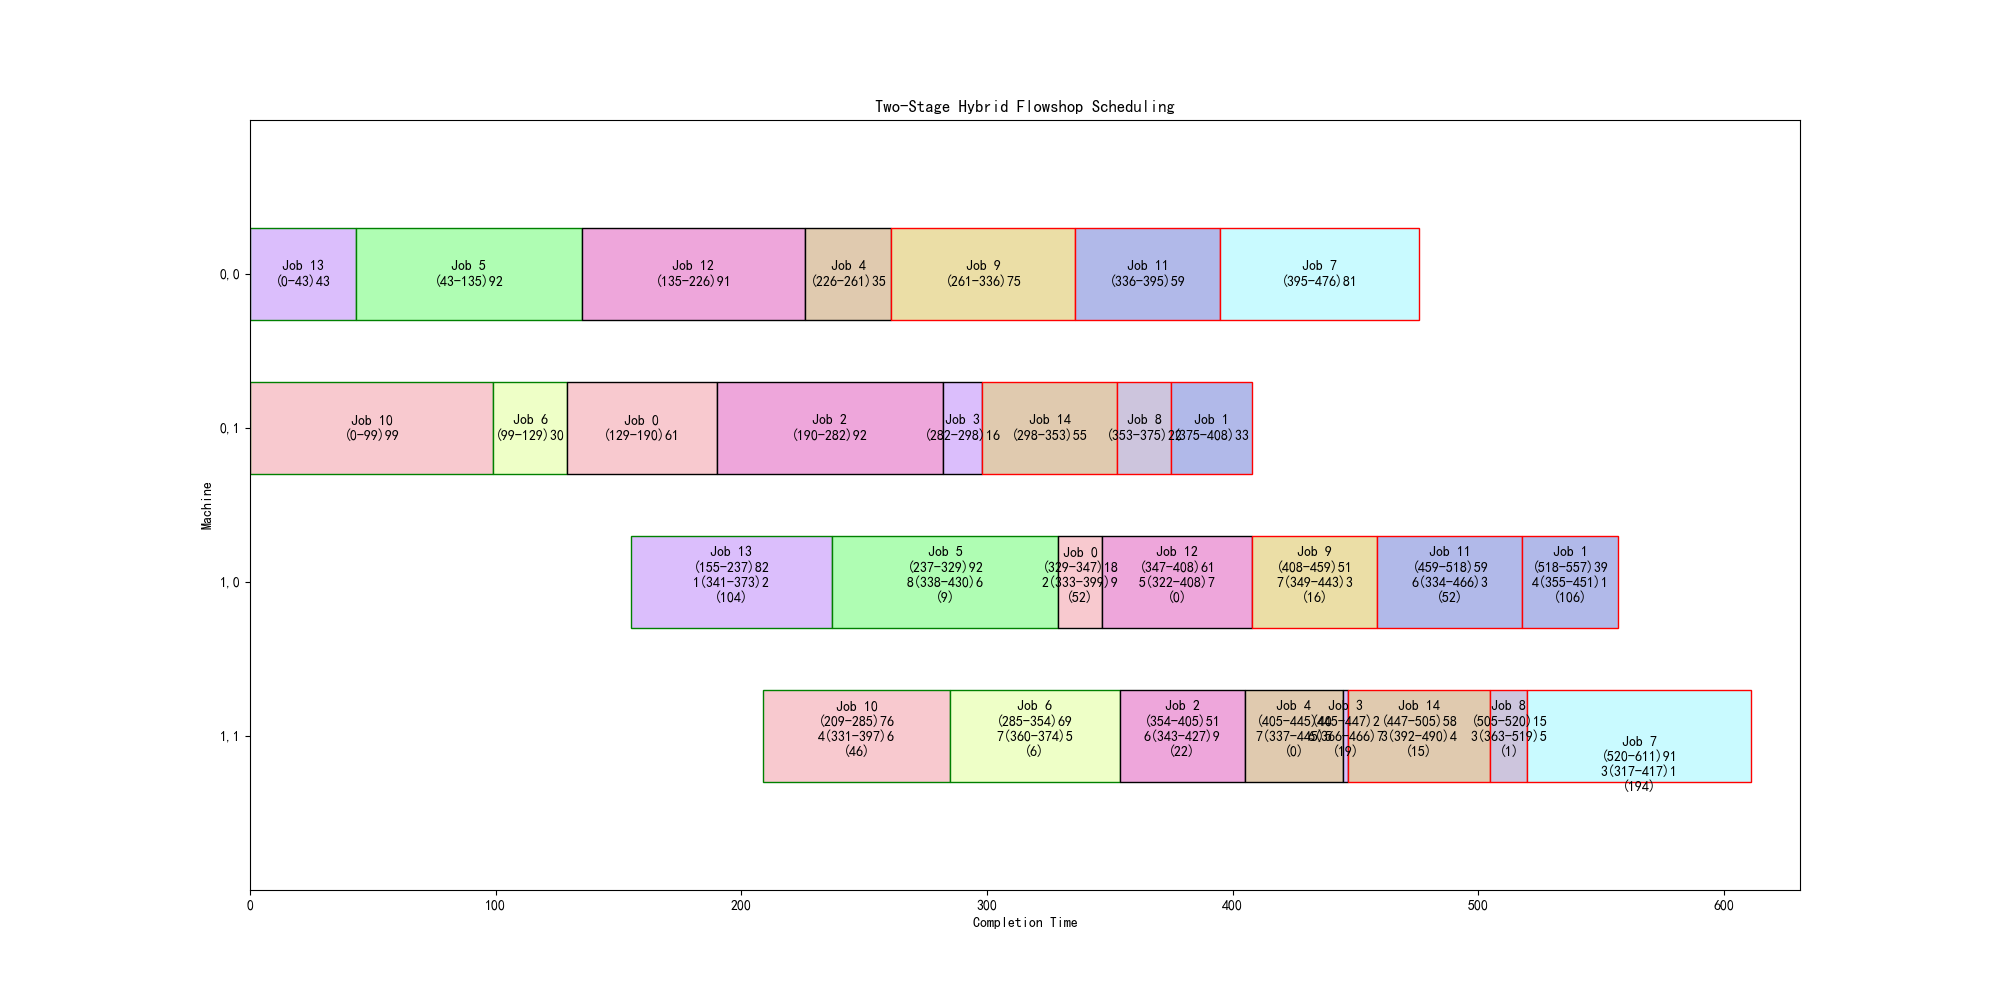 Two-Stage Hybrid Flowshop Scheduling
Machine
0,0
Job 13
(0-43)43
Job 5
(43-135)92
Job 12
(135-226)91
Job 4
(226-261)35
Job 9
(261-336)75
Job 11
(336-395)59
Job 7
(395-476)81
0,1
Job 10
(0-99)99
Job 6
(99-129)30
Job 0
(129-190)61
Job 2
(190-282)92
Job 3
(282-298)16
Job 14
(298-353)55
Job 8
(353-375)22
Job 1
(375-408)33
1,0
Job 13
(155-237)82
1(341-373)2
(104)
Job 5
(237-329)92
8(338-430)6
(9)
Job 0
(329-347)18
2(333-399)9
(52)
Job 12
(347-408)61
5(322-408)7
(0)
Job 9
(408-459)51
7(349-443)3
(16)
Job 11
(459-518)59
6(334-466)3
(52)
Job 1
(518-557)39
4(355-451)1
(106)
1,1
Job 10
(209-285)76
4(331-397)6
(46)
Job 6
(285-354)69
7(360-374)5
(6)
Job 2
(354-405)51
6(343-427)9
(22)
Job 4
(405-445)40
7(337-445)5
(0)
Job 3
(445-447)2
6(366-466)7
(19)
Job 14
(447-505)58
3(392-490)4
(15)
Job 8
(505-520)15
3(363-519)5
(1)
Job 7
(520-611)91
3(317-417)1
(194)
0
100
200
300
400
500
600
Completion Time